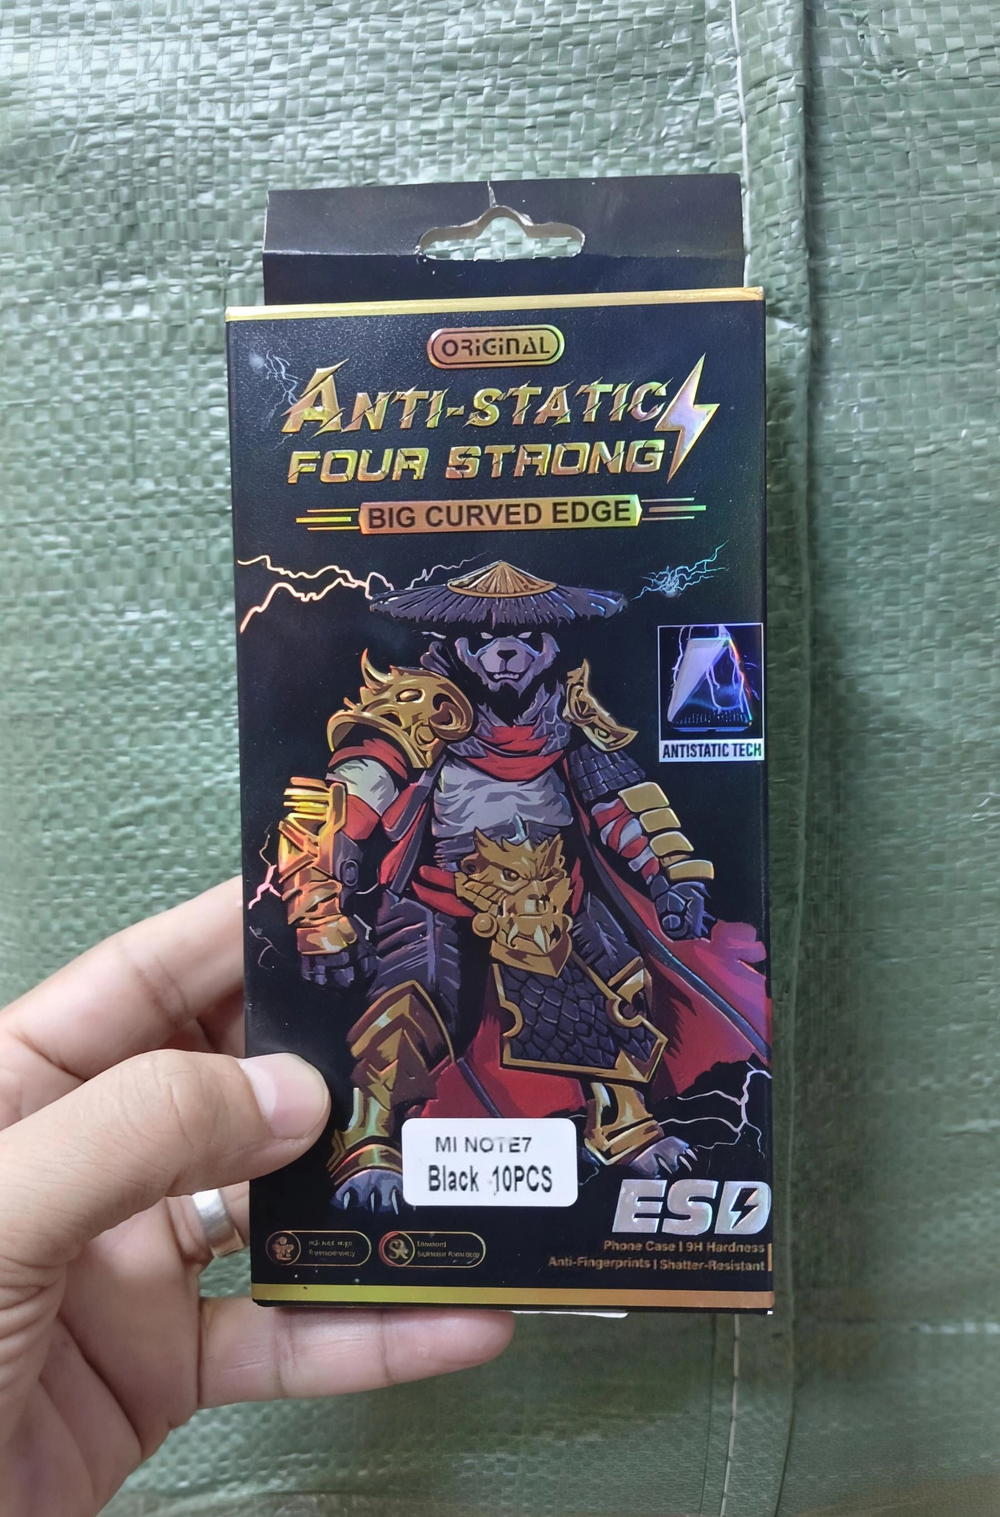 ORiGiNAL
ANTI-STATIC
FOUR STRONG
BIG CURVED EDGE
ANTISTATIC TECH
MI NOTE7
Black 10PCS
ESD
Phone Case | 9H Hardness
Anti-Fingerprints | Shatter-Resistant